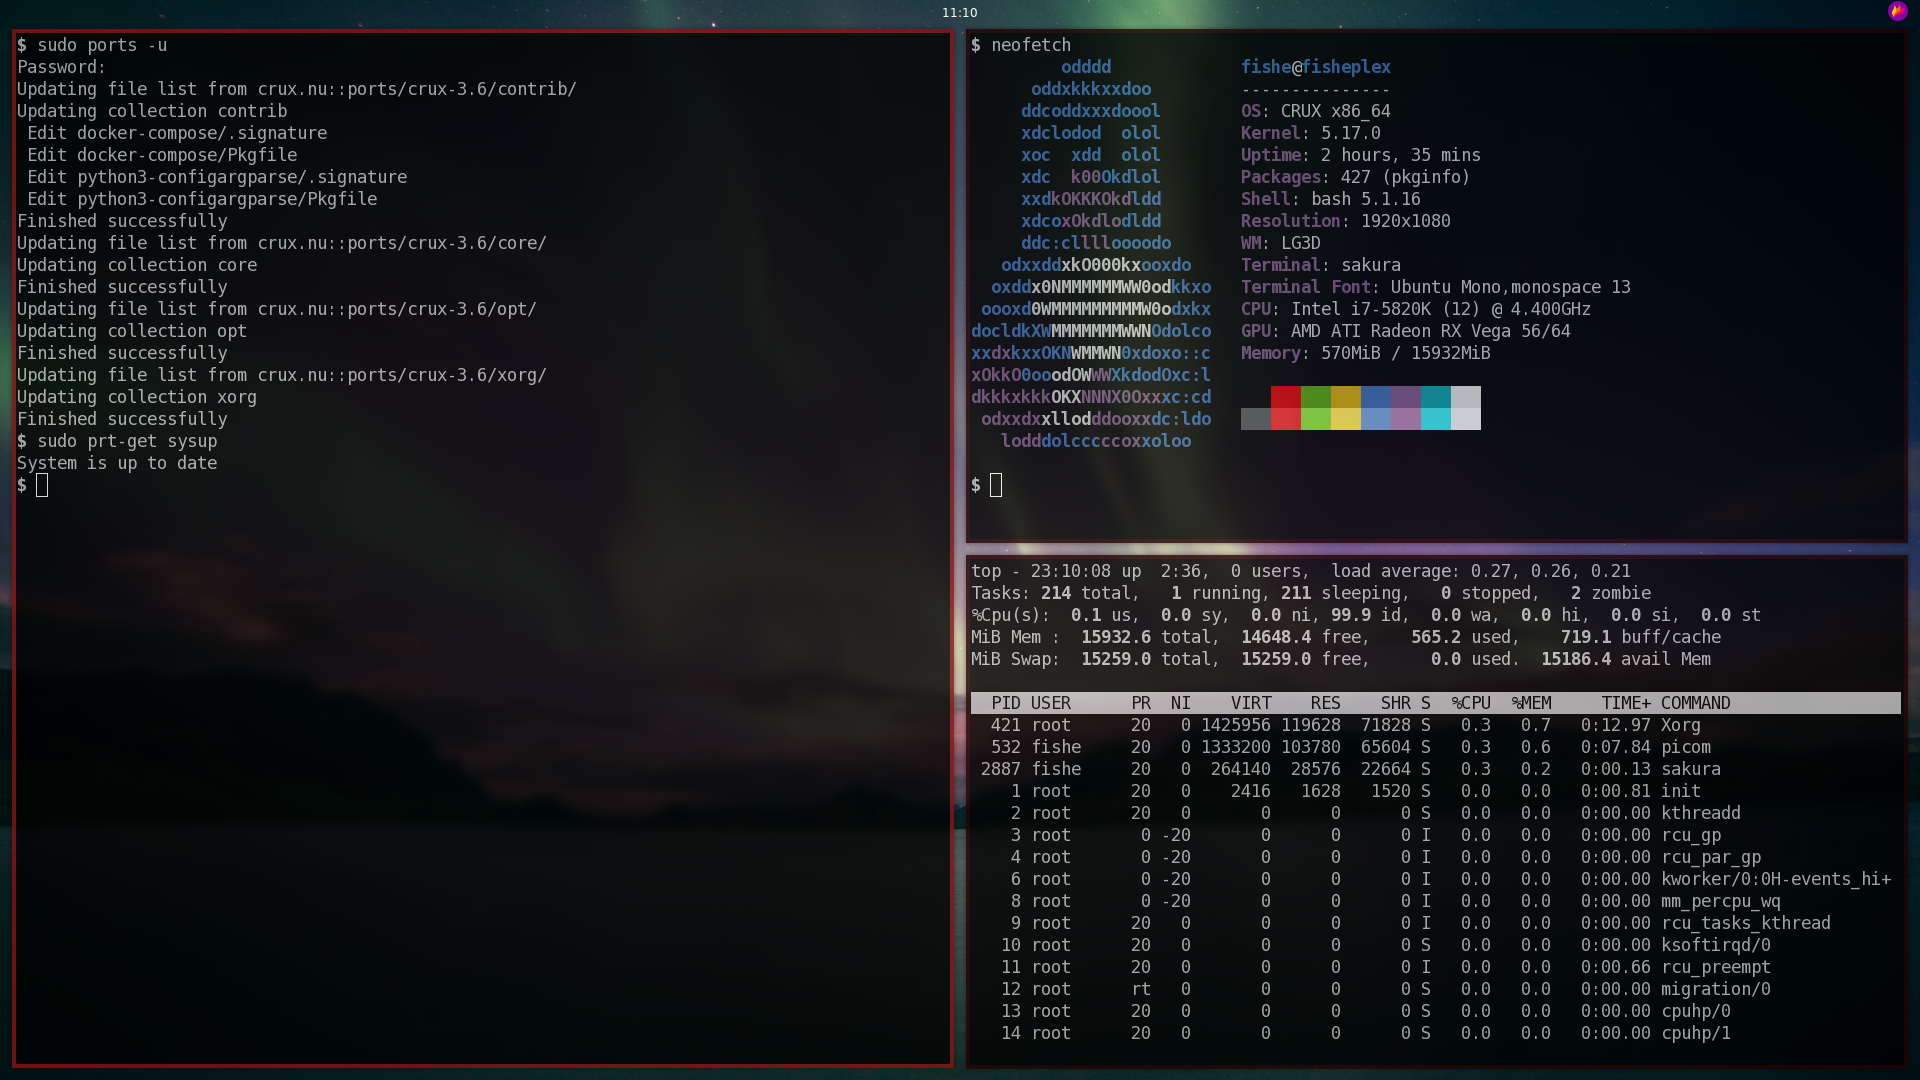 11:10
$ sudo ports -u
Password:
Updating file list from crux.nu::ports/crux-3.6/contrib/
Updating collection contrib
 Edit docker-compose/.signature
 Edit docker-compose/Pkgfile
 Edit python3-configargparse/.signature
 Edit python3-configargparse/Pkgfile
Finished successfully
Updating file list from crux.nu::ports/crux-3.6/core/
Updating collection core
Finished successfully
Updating file list from crux.nu::ports/crux-3.6/opt/
Updating collection opt
Finished successfully
Updating file list from crux.nu::ports/crux-3.6/xorg/
Updating collection xorg
Finished successfully
$ sudo prt-get sysup
System is up to date
$
$ neofetch
         odddd             fishe@fisheplex
      oddxkkkxxdoo         ---------------
     ddcoddxxxdoool        OS: CRUX x86_64
     xdclodod  olol        Kernel: 5.17.0
     xoc  xdd  olol        Uptime: 2 hours, 35 mins
     xdc  k00Okdlol        Packages: 427 (pkginfo)
     xxdkOKKKOkdldd        Shell: bash 5.1.16
     xdcoxOkdlodldd        Resolution: 1920x1080
     ddc:clllloooodo       WM: LG3D
   odxxddxkO000kxooxdo     Terminal: sakura
  oxddx0NMMMMMMWW0odkkxo   Terminal Font: Ubuntu Mono,monospace 13
 oooxd0WMMMMMMMMMW0odxkx   CPU: Intel i7-5820K (12) @ 4.400GHz
docldkXWMMMMMMMWWNOdolco   GPU: AMD ATI Radeon RX Vega 56/64
xxdxkxxOKNWMMWN0xdoxo::c   Memory: 570MiB / 15932MiB
xOkkO0ooodOWWWXkdodOxc:l
dkkkxkkkOKXNNNX0Oxxxc:cd
 odxxdxxllodddooxxdc:ldo
   lodddolcccccoxxoloo
$
top - 23:10:08 up  2:36,  0 users,  load average: 0.27, 0.26, 0.21
Tasks: 214 total,   1 running, 211 sleeping,   0 stopped,   2 zombie
%Cpu(s):  0.1 us,  0.0 sy,  0.0 ni, 99.9 id,  0.0 wa,  0.0 hi,  0.0 si,  0.0 st
MiB Mem :  15932.6 total,  14648.4 free,    565.2 used,    719.1 buff/cache
MiB Swap:  15259.0 total,  15259.0 free,      0.0 used.  15186.4 avail Mem
  PID USER      PR  NI    VIRT    RES    SHR S  %CPU  %MEM     TIME+ COMMAND
  421 root      20   0 1425956 119628  71828 S   0.3   0.7   0:12.97 Xorg
  532 fishe     20   0 1333200 103780  65604 S   0.3   0.6   0:07.84 picom
 2887 fishe     20   0  264140  28576  22664 S   0.3   0.2   0:00.13 sakura
    1 root      20   0    2416   1628   1520 S   0.0   0.0   0:00.81 init
    2 root      20   0       0      0      0 S   0.0   0.0   0:00.00 kthreadd
    3 root       0 -20       0      0      0 I   0.0   0.0   0:00.00 rcu_gp
    4 root       0 -20       0      0      0 I   0.0   0.0   0:00.00 rcu_par_gp
    6 root       0 -20       0      0      0 I   0.0   0.0   0:00.00 kworker/0:0H-events_hi+
    8 root       0 -20       0      0      0 I   0.0   0.0   0:00.00 mm_percpu_wq
    9 root      20   0       0      0      0 I   0.0   0.0   0:00.00 rcu_tasks_kthread
   10 root      20   0       0      0      0 S   0.0   0.0   0:00.00 ksoftirqd/0
   11 root      20   0       0      0      0 I   0.0   0.0   0:00.66 rcu_preempt
   12 root      rt   0       0      0      0 S   0.0   0.0   0:00.00 migration/0
   13 root      20   0       0      0      0 S   0.0   0.0   0:00.00 cpuhp/0
   14 root      20   0       0      0      0 S   0.0   0.0   0:00.00 cpuhp/1